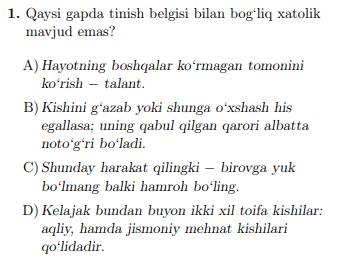 1. Qaysi gapda tinish belgisi bilan bog‘liq xatolik
mavjud emas?
A) Hayotning boshqalar ko‘rmagan tomonini
ko‘rish – talant.
B) Kishini g‘azab yoki shunga o‘xshash his
egallasa; uning qabul qilgan qarori albatta
noto‘g‘ri bo‘ladi.
C) Shunday harakat qilingki – birovga yuk
bo‘lmang balki hamroh bo‘ling.
D) Kelajak bundan buyon ikki xil toifa kishilar:
aqliy, hamda jismoniy mehnat kishilari
qo‘lidadir.